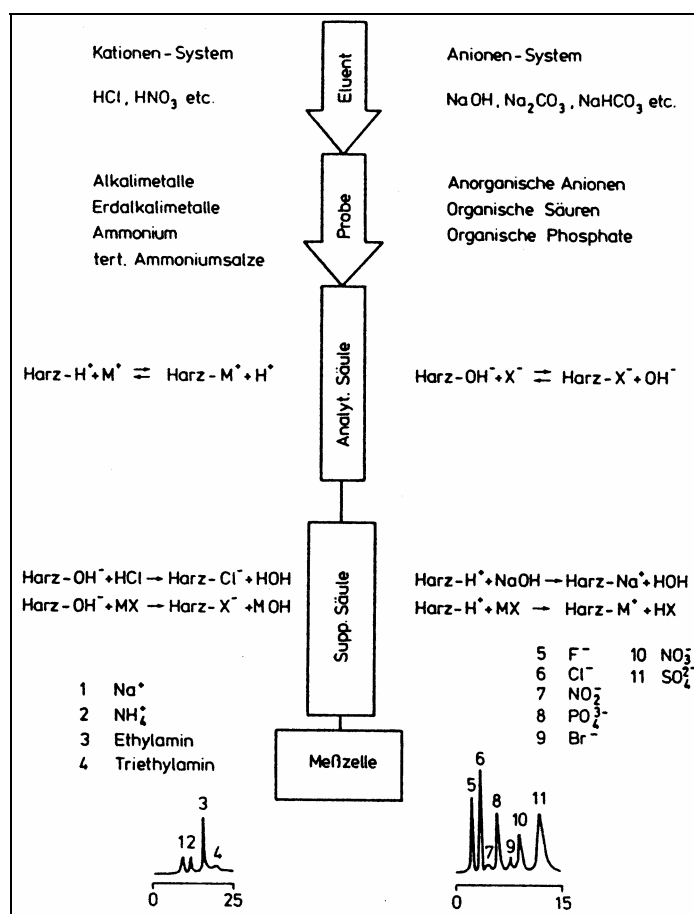 Kationen-System
HCl, HNO₃ etc.
Eluent
Anionen-System
NaOH, Na₂CO₃, NaHCO₃ etc.
Alkalimetalle
Erdalkalimetalle
Ammonium
tert. Ammoniumsalze
Probe
Anorganische Anionen
Organische Säuren
Organische Phosphate
Harz-H⁺+M⁺ ⇌ Harz-M⁺+H⁺
Analyt. Säule
Harz-OH⁻+X⁻ ⇌ Harz-X⁻+OH⁻
Harz-OH⁻+HCl → Harz-Cl⁻+HOH
Harz-OH⁻+MX → Harz-X⁻+MOH
Supp. Säule
Harz-H⁺+NaOH → Harz-Na⁺+HOH
Harz-H⁺+MX → Harz-M⁺+HX
1 Na⁺
2 NH₄⁺
3 Ethylamin
4 Triethylamin
5 F⁻ 10 NO₃⁻
6 Cl⁻ 11 SO₄²⁻
7 NO₂⁻
8 PO₄³⁻
9 Br⁻
Meßzelle
1 2 3 4
0 25
5 6 7 8 9 10 11
0 15